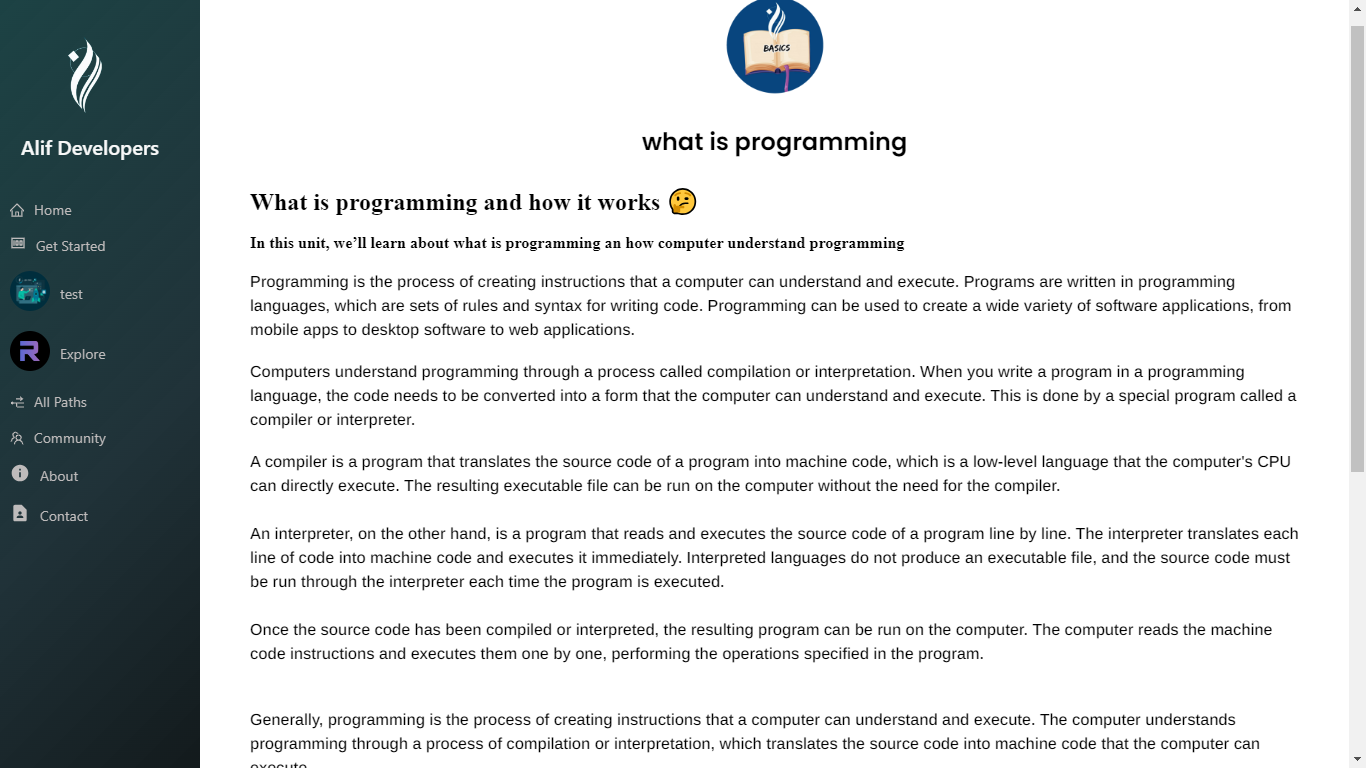 Alif Developers
Home
Get Started
test
Explore
All Paths
Community
About
Contact
BASICS
what is programming
What is programming and how it works 🤔
In this unit, we’ll learn about what is programming an how computer understand programming
Programming is the process of creating instructions that a computer can understand and execute. Programs are written in programming
languages, which are sets of rules and syntax for writing code. Programming can be used to create a wide variety of software applications, from
mobile apps to desktop software to web applications.
Computers understand programming through a process called compilation or interpretation. When you write a program in a programming
language, the code needs to be converted into a form that the computer can understand and execute. This is done by a special program called a
compiler or interpreter.
A compiler is a program that translates the source code of a program into machine code, which is a low-level language that the computer's CPU
can directly execute. The resulting executable file can be run on the computer without the need for the compiler.
An interpreter, on the other hand, is a program that reads and executes the source code of a program line by line. The interpreter translates each
line of code into machine code and executes it immediately. Interpreted languages do not produce an executable file, and the source code must
be run through the interpreter each time the program is executed.
Once the source code has been compiled or interpreted, the resulting program can be run on the computer. The computer reads the machine
code instructions and executes them one by one, performing the operations specified in the program.
Generally, programming is the process of creating instructions that a computer can understand and execute. The computer understands
programming through a process of compilation or interpretation, which translates the source code into machine code that the computer can
execute